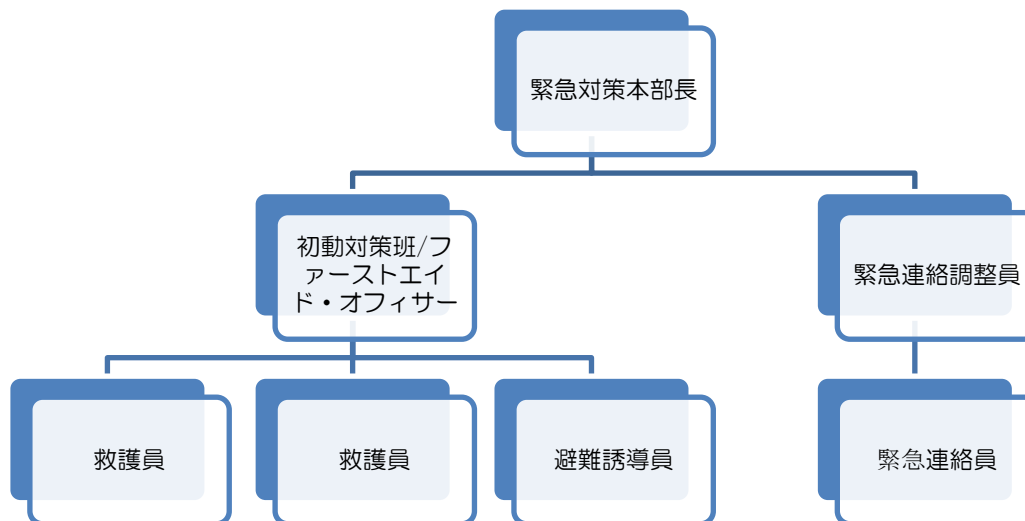 緊急対策本部長
初動対策班/フ
ァーストエイ
ド・オフィサー
緊急連絡調整員
救護員
救護員
避難誘導員
緊急連絡員